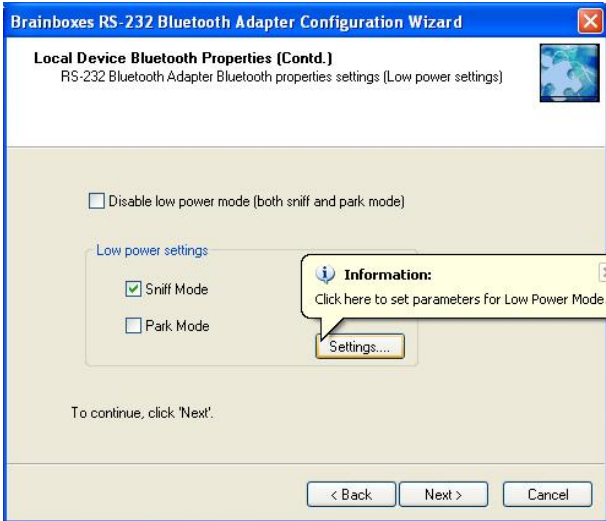 Brainboxes RS-232 Bluetooth Adapter Configuration Wizard
Local Device Bluetooth Properties (Contd.)
RS-232 Bluetooth Adapter Bluetooth properties settings (Low power settings)
Disable low power mode (both sniff and park mode)
Low power settings
Information:
Click here to set parameters for Low Power Mode
Sniff Mode
Park Mode
Settings....
To continue, click 'Next'.
< Back
Next >
Cancel